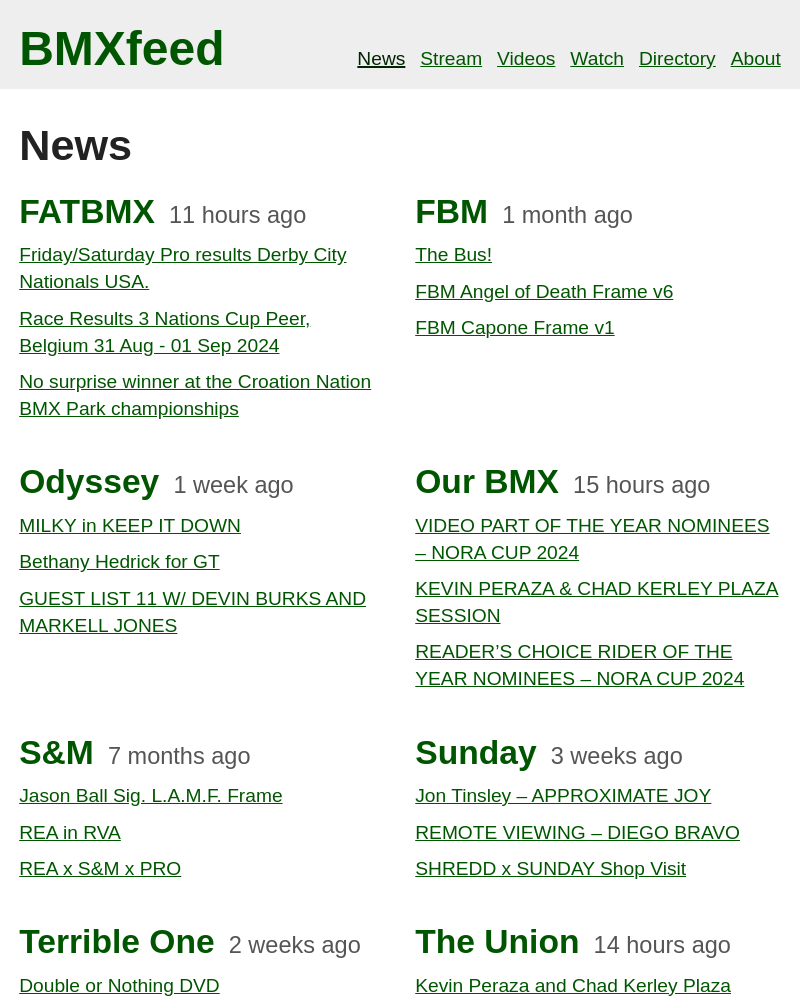 BMXfeed
News Stream Videos Watch Directory About
News
FATBMX 11 hours ago
Friday/Saturday Pro results Derby City
Nationals USA.
Race Results 3 Nations Cup Peer,
Belgium 31 Aug - 01 Sep 2024
No surprise winner at the Croation Nation
BMX Park championships
FBM 1 month ago
The Bus!
FBM Angel of Death Frame v6
FBM Capone Frame v1
Odyssey 1 week ago
MILKY in KEEP IT DOWN
Bethany Hedrick for GT
GUEST LIST 11 W/ DEVIN BURKS AND
MARKELL JONES
Our BMX 15 hours ago
VIDEO PART OF THE YEAR NOMINEES
– NORA CUP 2024
KEVIN PERAZA & CHAD KERLEY PLAZA
SESSION
READER’S CHOICE RIDER OF THE
YEAR NOMINEES – NORA CUP 2024
S&M 7 months ago
Jason Ball Sig. L.A.M.F. Frame
REA in RVA
REA x S&M x PRO
Sunday 3 weeks ago
Jon Tinsley – APPROXIMATE JOY
REMOTE VIEWING – DIEGO BRAVO
SHREDD x SUNDAY Shop Visit
Terrible One 2 weeks ago
Double or Nothing DVD
The Union 14 hours ago
Kevin Peraza and Chad Kerley Plaza